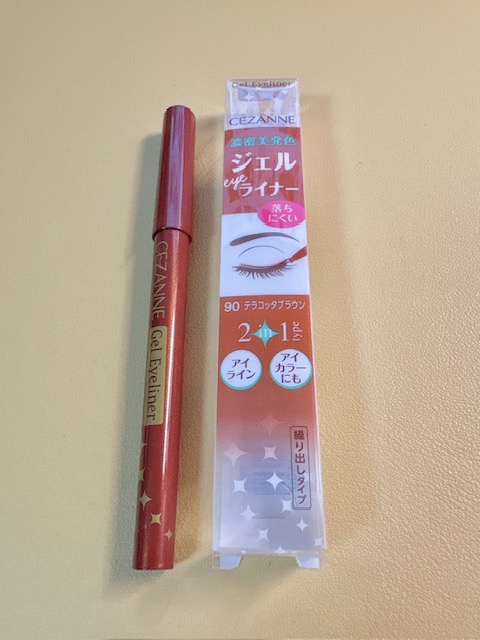 CEZANNE Gel Eyeliner
Gel Eyeliner
CEZANNE
濃密美発色
ジェル
eye
ライナー
落ち
にくい
90 テラコッタブラウン
2 in 1 type
アイ
ライン
アイ
カラー
にも
繰り出しタイプ